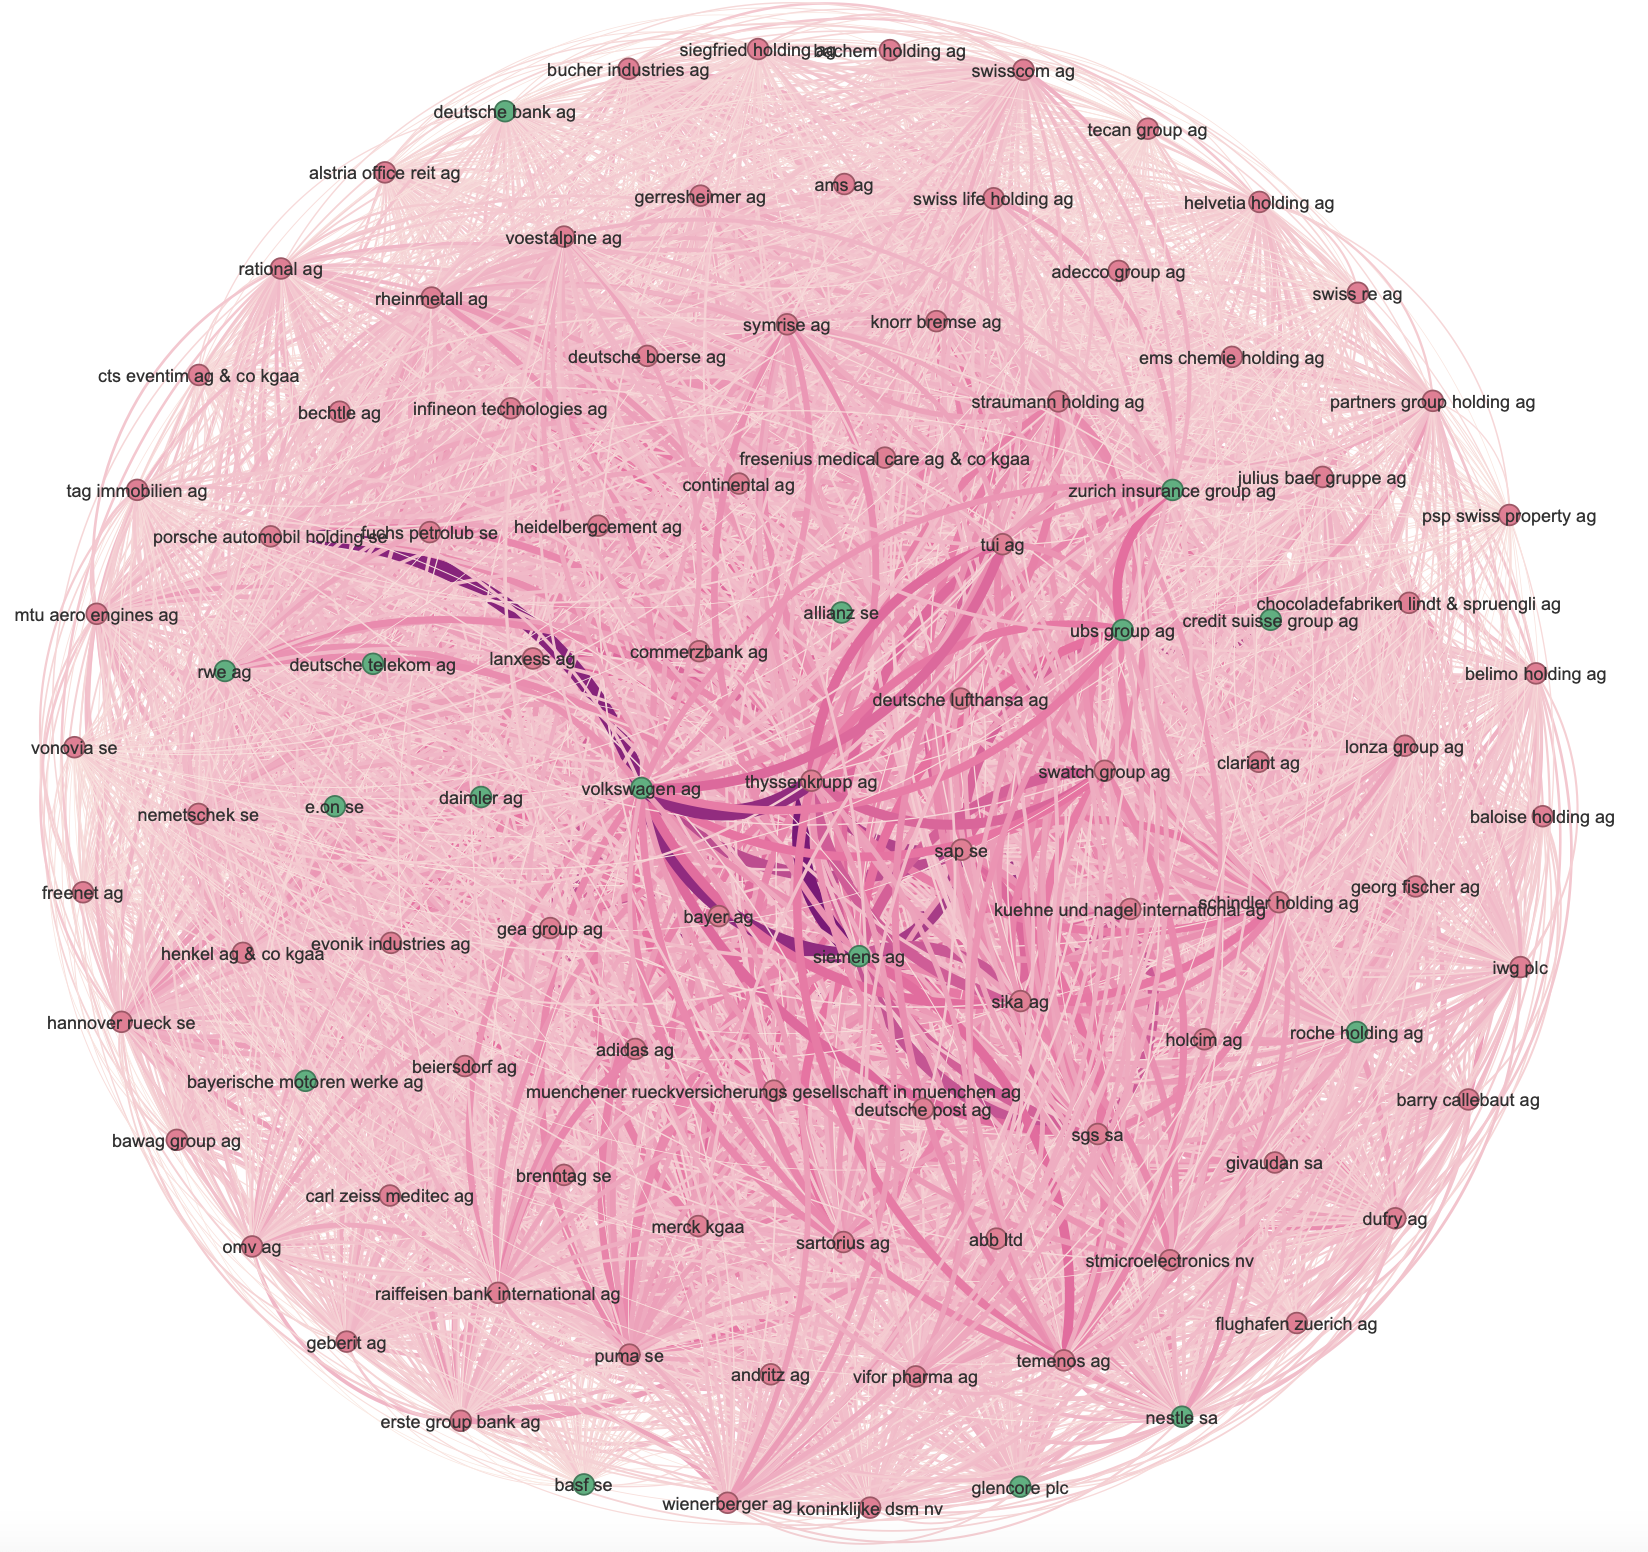 siegfried holding ag
bachem holding ag
bucher industries ag
swisscom ag
deutsche bank ag
tecan group ag
alstria office reit ag
ams ag
gerresheimer ag
swiss life holding ag
helvetia holding ag
voestalpine ag
rational ag
adecco group ag
rheinmetall ag
swiss re ag
symrise ag
knorr bremse ag
deutsche boerse ag
ems chemie holding ag
cts eventim ag & co kgaa
bechtle ag
infineon technologies ag
straumann holding ag
partners group holding ag
fresenius medical care ag & co kgaa
continental ag
julius baer gruppe ag
tag immobilien ag
zurich insurance group ag
psp swiss property ag
porsche automobil holding se
fuchs petrolub se
heidelbergcement ag
tui ag
mtu aero engines ag
allianz se
chocoladefabriken lindt & spruengli ag
credit suisse group ag
ubs group ag
rwe ag
deutsche telekom ag
lanxess ag
commerzbank ag
belimo holding ag
deutsche lufthansa ag
vonovia se
lonza group ag
clariant ag
swatch group ag
thyssenkrupp ag
volkswagen ag
daimler ag
e.on se
nemetschek se
baloise holding ag
sap se
freenet ag
georg fischer ag
kuehne und nagel international ag
schindler holding ag
bayer ag
gea group ag
evonik industries ag
henkel ag & co kgaa
siemens ag
iwg plc
sika ag
hannover rueck se
roche holding ag
holcim ag
adidas ag
beiersdorf ag
bayerische motoren werke ag
muenchener rueckversicherungs gesellschaft in muenchen ag
barry callebaut ag
deutsche post ag
sgs sa
bawag group ag
givaudan sa
brenntag se
carl zeiss meditec ag
dufry ag
merck kgaa
abb ltd
sartorius ag
omv ag
stmicroelectronics nv
raiffeisen bank international ag
flughafen zuerich ag
geberit ag
puma se
temenos ag
andritz ag
vifor pharma ag
nestle sa
erste group bank ag
basf se
glencore plc
wienerberger ag
koninklijke dsm nv